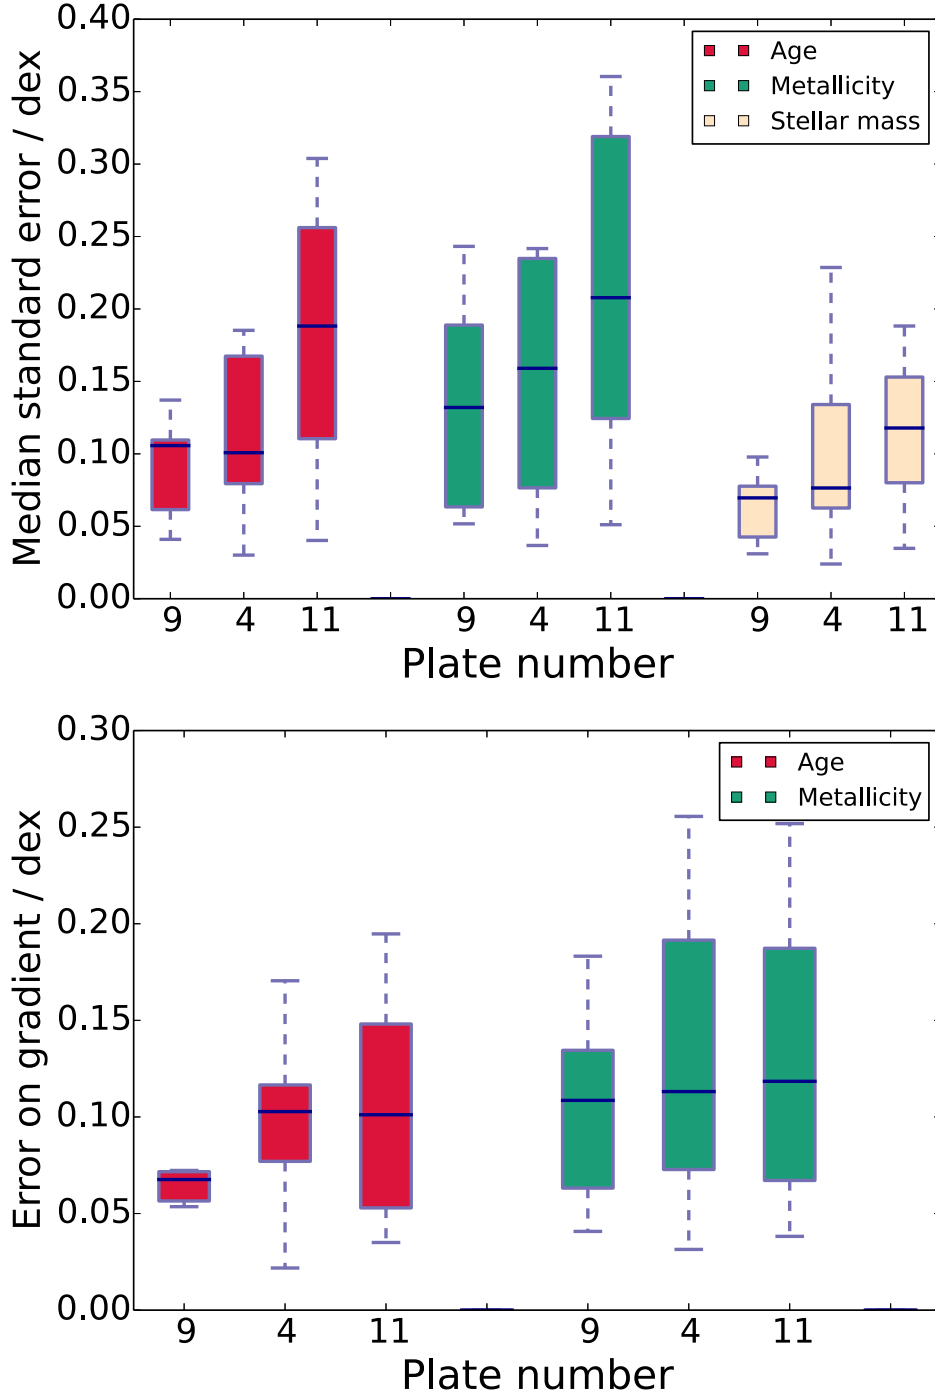 Median standard error / dex
0.40
0.35
0.30
0.25
0.20
0.15
0.10
0.05
0.00
Age
Metallicity
Stellar mass
9 4 11 9 4 11 9 4 11
Plate number
Error on gradient / dex
0.30
0.25
0.20
0.15
0.10
0.05
0.00
Age
Metallicity
9 4 11 9 4 11
Plate number